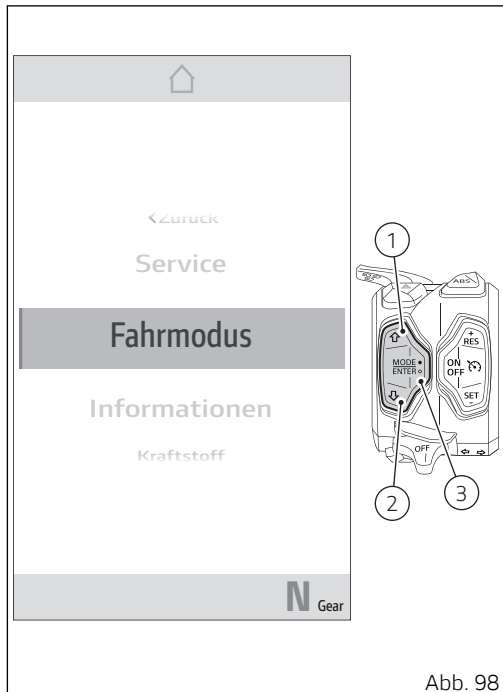 <Zurück
Service
Fahrmodus
Informationen
Kraftstoff
N Gear
1
ABS
+
RES
MODE
ENTER
ON
OFF
SET
-
OFF
2
3
Abb. 98